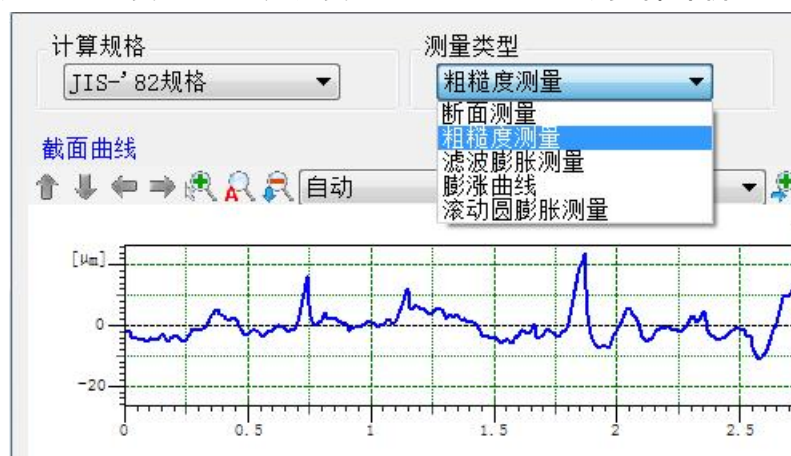 计算规格
测量类型
JIS-'82规格
粗糙度测量
断面测量
粗糙度测量
滤波膨胀测量
膨涨曲线
滚动圆膨胀测量
截面曲线
A 自动
[μm]
0
-20
0 0.5 1 1.5 2 2.5